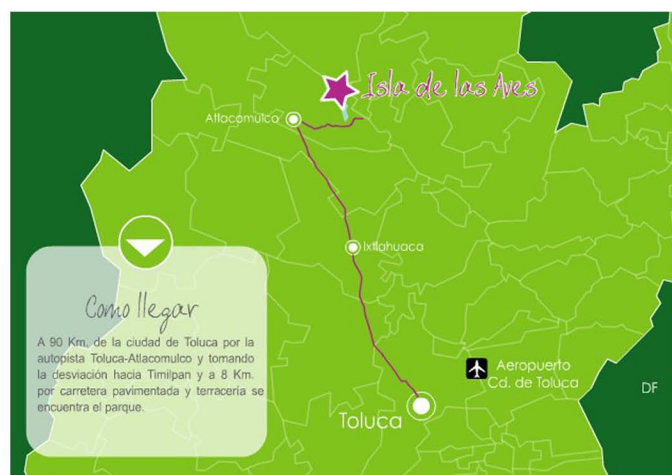 Isla de las Aves
Atlacomulco
Ixtlahuaca
Como llegar
A 90 Km. de la ciudad de Toluca por la
autopista Toluca-Atlacomulco y tomando
la desviación hacia Timilpan y a 8 Km.
por carretera pavimentada y terracería se
encuentra el parque.
Aeropuerto
Cd. de Toluca
DF
Toluca